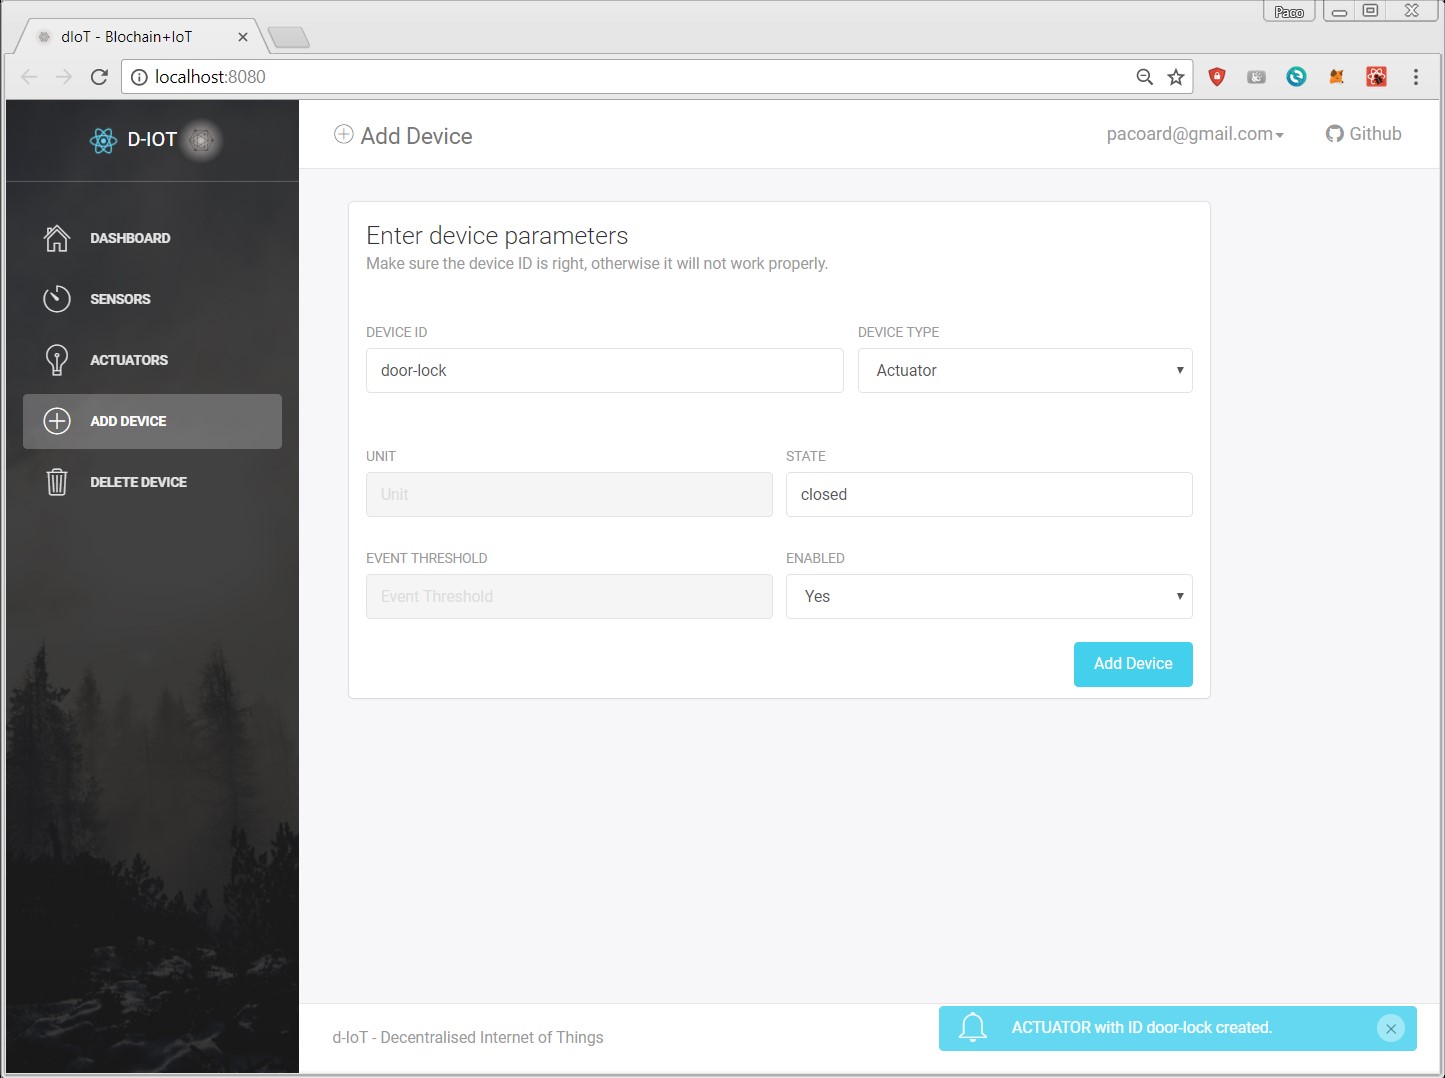 Paco
dIoT - Blochain+IoT
localhost:8080
D-IOT
Add Device
pacoard@gmail.com
Github
DASHBOARD
SENSORS
ACTUATORS
ADD DEVICE
DELETE DEVICE
Enter device parameters
Make sure the device ID is right, otherwise it will not work properly.
DEVICE ID
DEVICE TYPE
door-lock
Actuator
UNIT
STATE
Unit
closed
EVENT THRESHOLD
ENABLED
Event Threshold
Yes
Add Device
d-IoT - Decentralised Internet of Things
ACTUATOR with ID door-lock created.